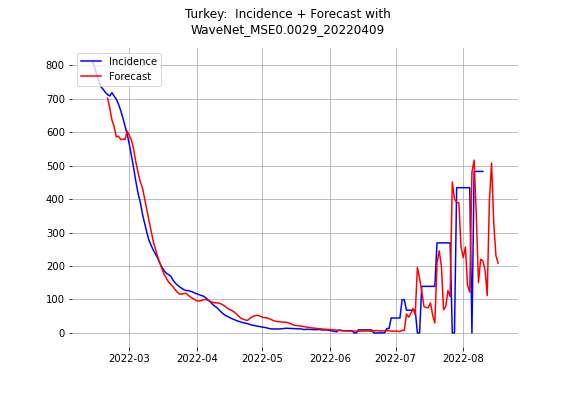 Turkey:  Incidence + Forecast with
WaveNet_MSE0.0029_20220409
Incidence
Forecast
800
700
600
500
400
300
200
100
0
2022-03 2022-04 2022-05 2022-06 2022-07 2022-08